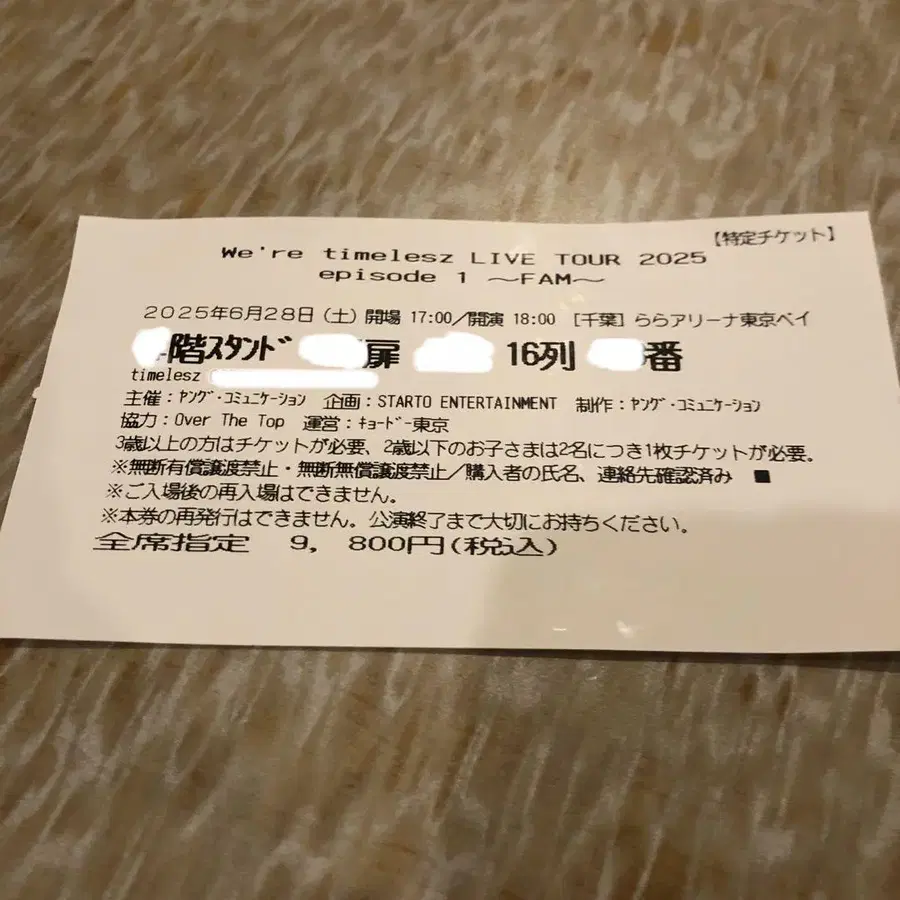 【特定チケット】
We're timelesz LIVE TOUR 2025
episode 1 〜FAM〜
2025年6月28日（土）開場 17:00／開演 18:00 ［千葉］ららアリーナ東京ベイ
階ｽﾀﾝﾄﾞ 扉 16列 番
timelesz
主催：ﾔﾝｸﾞ･ｺﾐｭﾆｹｰｼｮﾝ 企画：STARTO ENTERTAINMENT 制作：ﾔﾝｸﾞ･ｺﾐｭﾆｹｰｼｮﾝ
協力：Over The Top 運営：ｷｮｰﾄﾞｰ東京
3歳以上の方はチケットが必要、2歳以下のお子さまは2名につき1枚チケットが必要。
※無断有償譲渡禁止・無断無償譲渡禁止／購入者の氏名、連絡先確認済み ■
※ご入場後の再入場はできません。
※本券の再発行はできません。公演終了まで大切にお持ちください。
全席指定 9, 800円(税込)